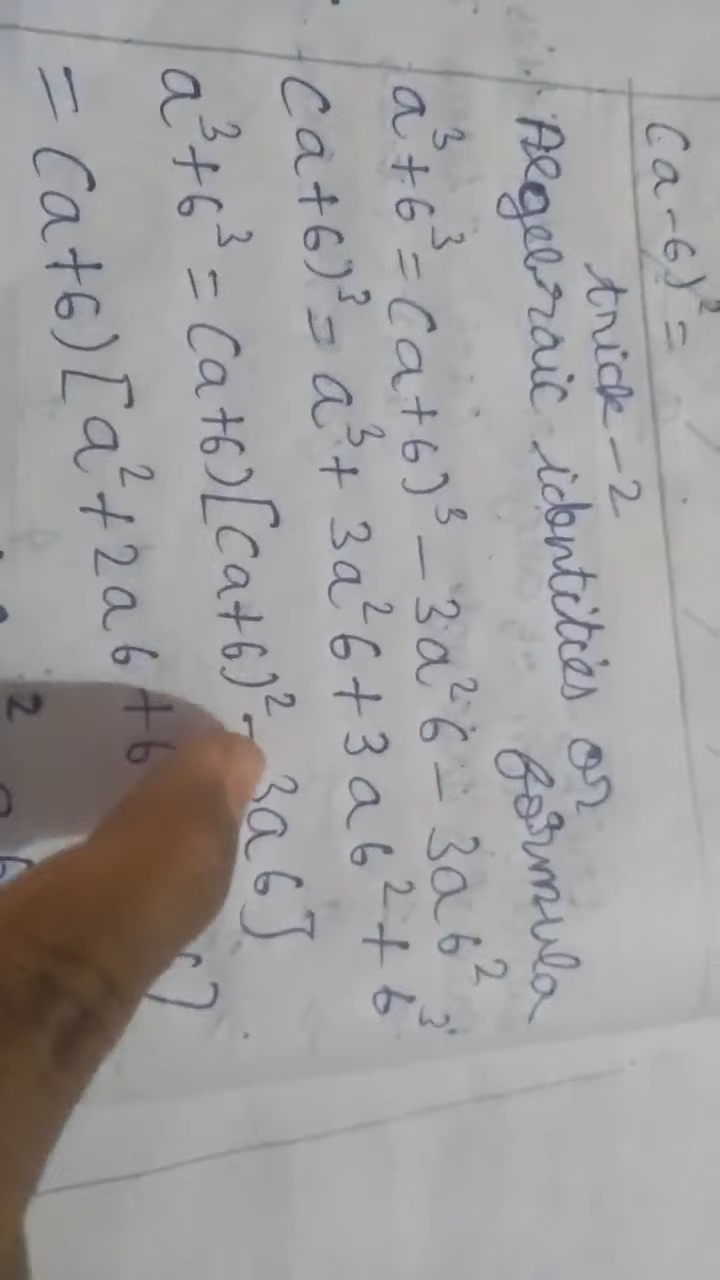 (a-b)² =
trick-2
Algebraic identities or formula
a³+b³ = (a+b)³ - 3a²b - 3ab²
(a+b)³ = a³ + 3a²b + 3ab² + b³
a³+b³ = (a+b)[(a+b)² - 3ab]
= (a+b)[a²+2ab+b